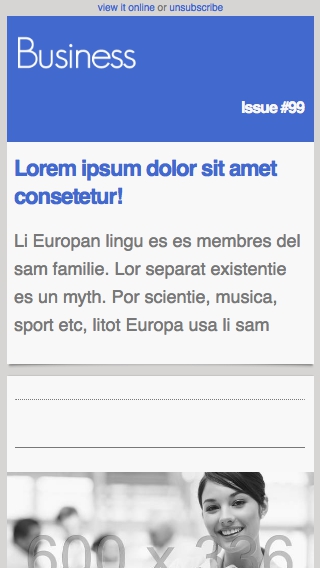 view it online or unsubscribe
Business
Issue #99
Lorem ipsum dolor sit amet
consetetur!
Li Europan lingu es es membres del
sam familie. Lor separat existentie
es un myth. Por scientie, musica,
sport etc, litot Europa usa li sam
600 x 336